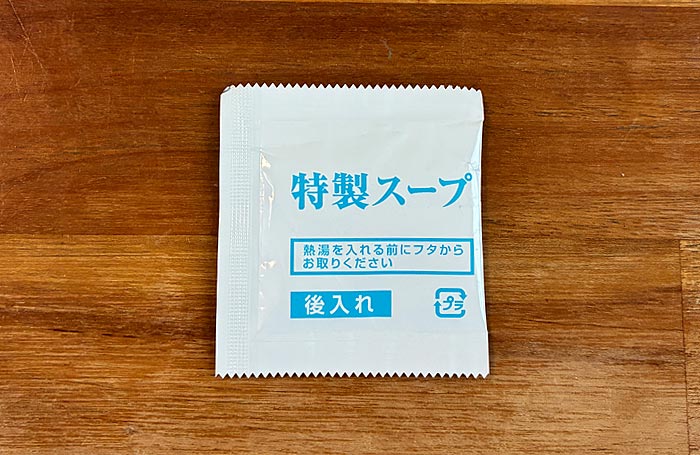 特製スープ
熱湯を入れる前にフタから
お取りください
後入れ
プラ